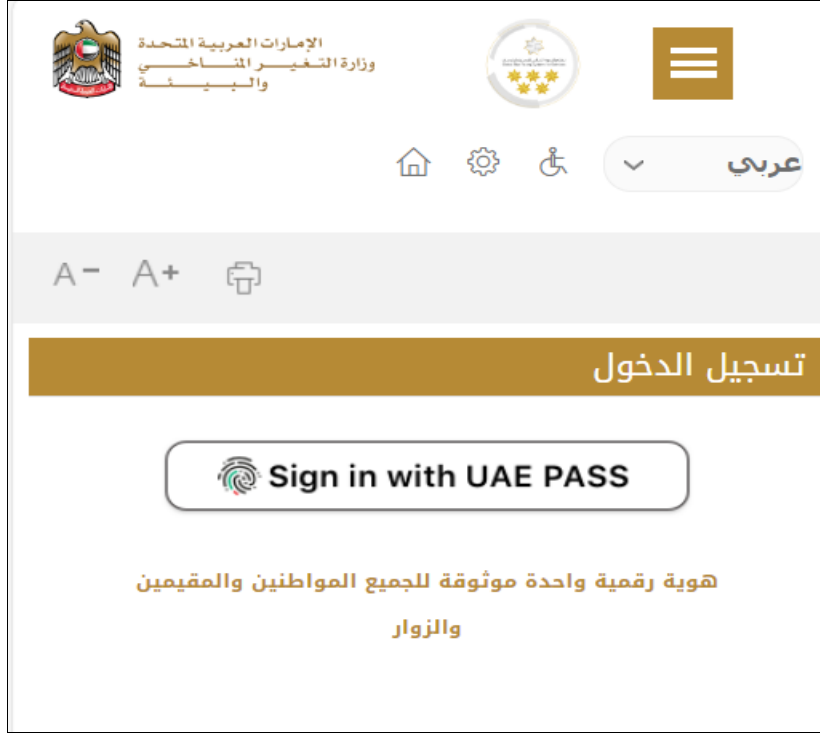 الإمارات العربية المتحدة
وزارة التغير المناخي
والبيئة
عربي
A-
A+
تسجيل الدخول
Sign in with UAE PASS
هوية رقمية واحدة موثوقة للجميع المواطنين والمقيمين
والزوار